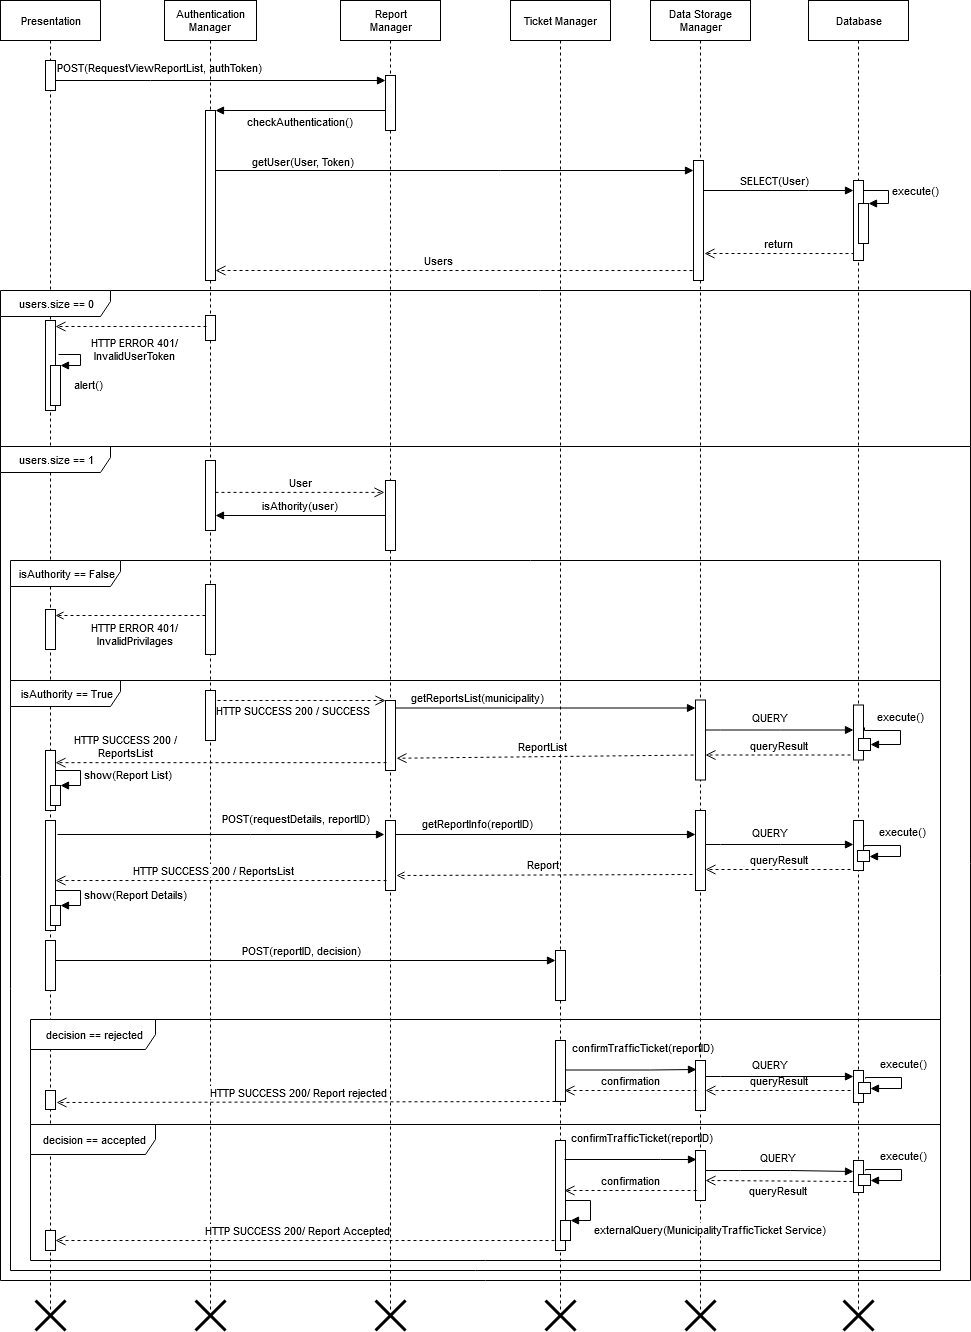 Presentation
Authentication
Manager
Report
Manager
Ticket Manager
Data Storage
Manager
Database
POST(RequestViewReportList, authToken)
checkAuthentication()
getUser(User, Token)
SELECT(User)
execute()
return
Users
users.size == 0
HTTP ERROR 401/
InvalidUserToken
alert()
users.size == 1
User
isAthority(user)
isAuthority == False
HTTP ERROR 401/
InvalidPrivilages
isAuthority == True
HTTP SUCCESS 200 / SUCCESS
getReportsList(municipality)
QUERY
execute()
HTTP SUCCESS 200 /
ReportsList
ReportList
queryResult
show(Report List)
POST(requestDetails, reportID)
getReportInfo(reportID)
QUERY
execute()
HTTP SUCCESS 200 / ReportsList
Report
queryResult
show(Report Details)
POST(reportID, decision)
decision == rejected
confirmTrafficTicket(reportID)
QUERY
execute()
confirmation
queryResult
HTTP SUCCESS 200/ Report rejected
decision == accepted
confirmTrafficTicket(reportID)
QUERY
execute()
confirmation
queryResult
HTTP SUCCESS 200/ Report Accepted
externalQuery(MunicipalityTrafficTicket Service)